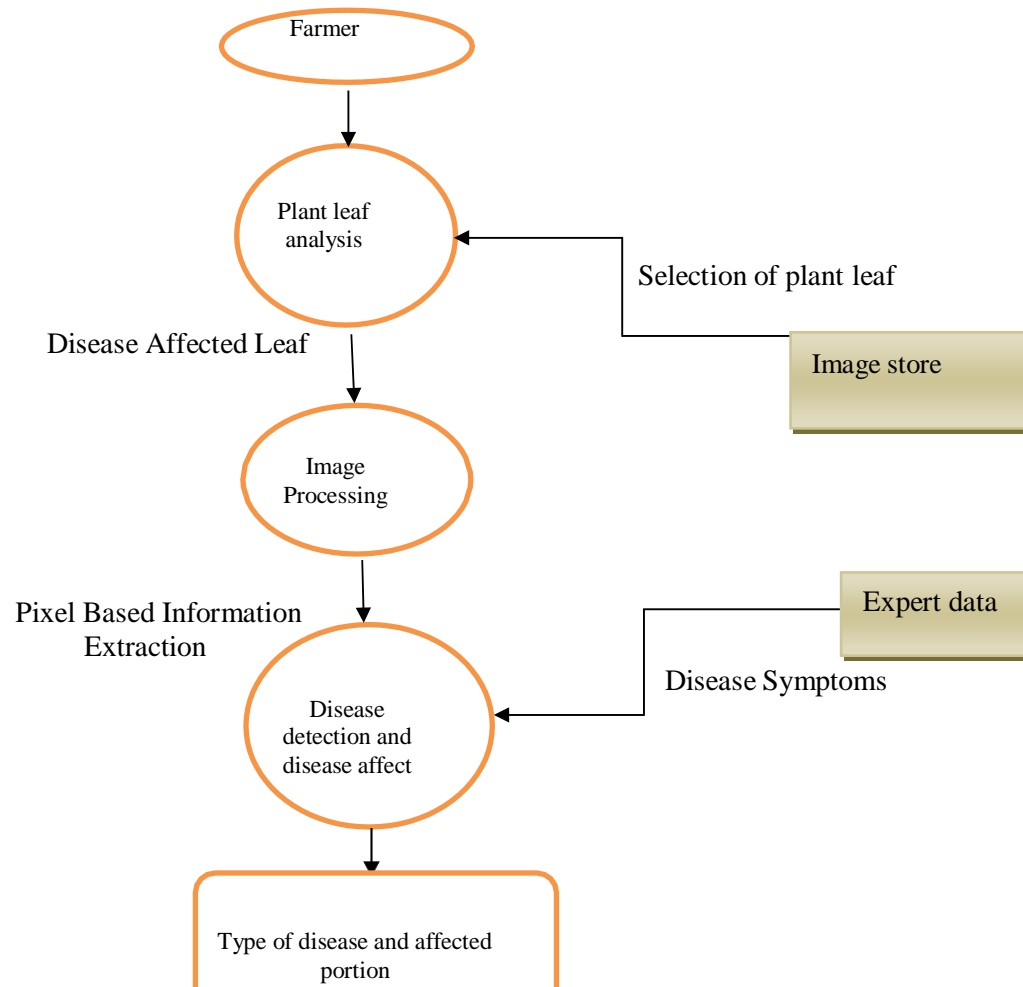 Farmer
Plant leaf
analysis
Selection of plant leaf
Disease Affected Leaf
Image store
Image
Processing
Expert data
Pixel Based Information
Extraction
Disease Symptoms
Disease
detection and
disease affect
Type of disease and affected
portion